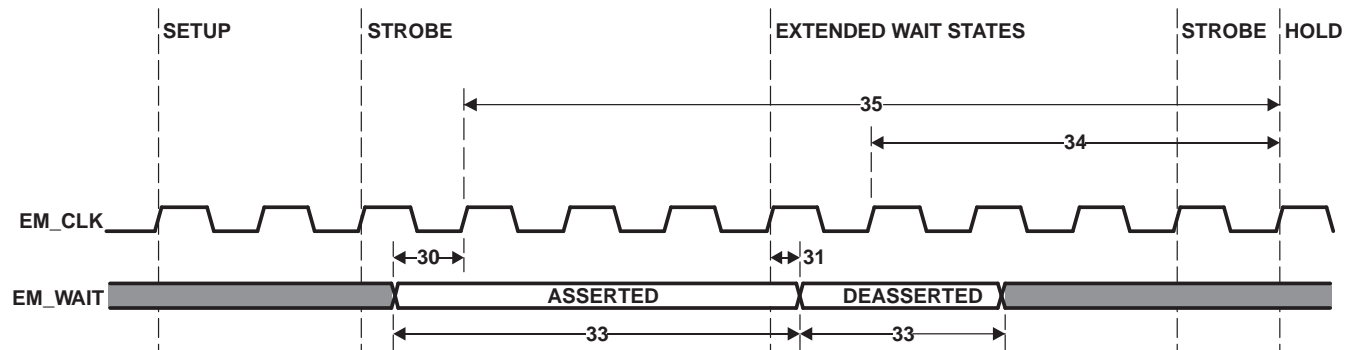 SETUP STROBE EXTENDED WAIT STATES STROBE HOLD
35
34
EM_CLK
30 31
EM_WAIT ASSERTED DEASSERTED
33 33